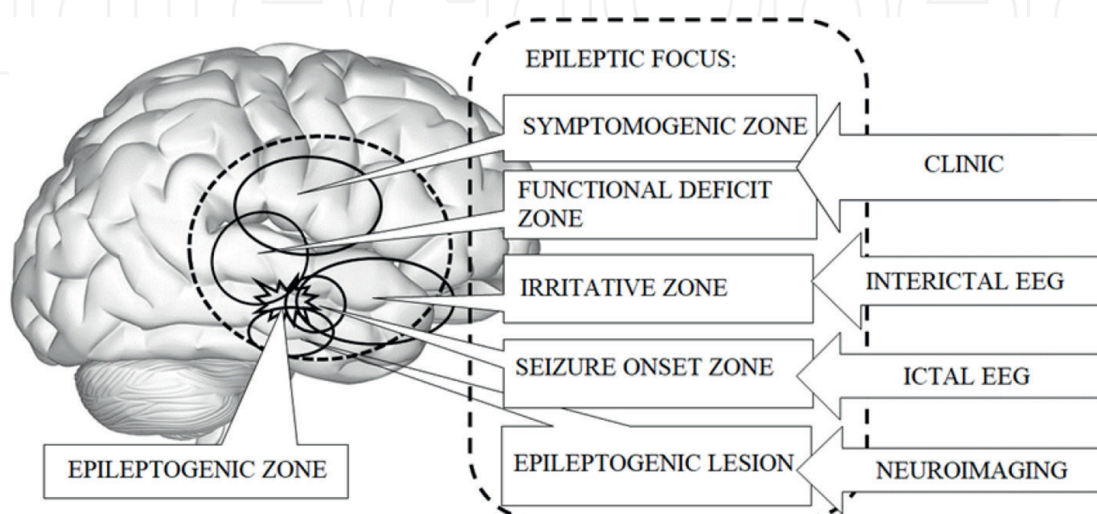 EPILEPTIC FOCUS:
SYMPTOMOGENIC ZONE
CLINIC
FUNCTIONAL DEFICIT
ZONE
IRRITATIVE ZONE
INTERICTAL EEG
SEIZURE ONSET ZONE
ICTAL EEG
EPILEPTOGENIC ZONE
EPILEPTOGENIC LESION
NEUROIMAGING